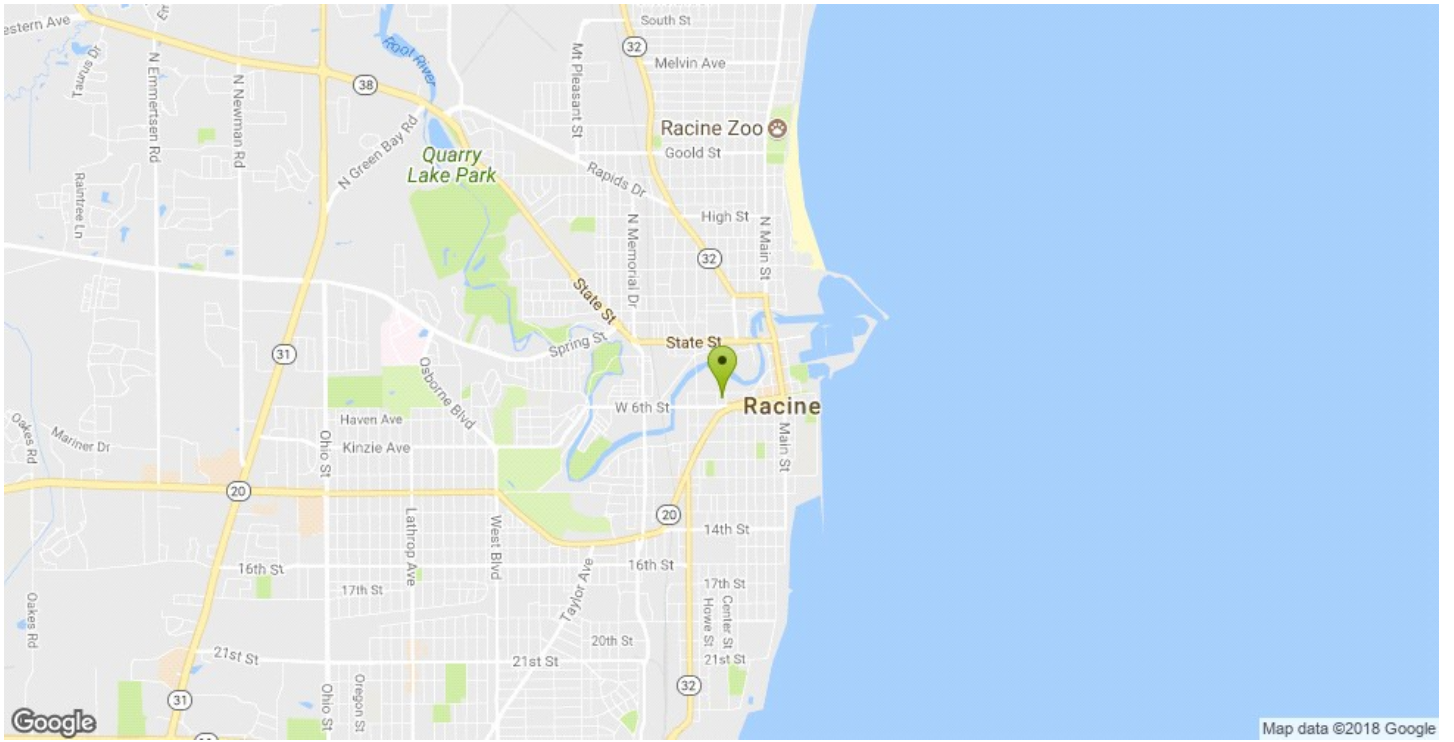 estern Ave
South St
32
Root River
Melvin Ave
Taurus Dr
N Emmertsen Rd
N Newman Rd
38
Mt Pleasant St
Racine Zoo
Goold St
N Green Bay Rd
Quarry
Lake Park
Rapids Dr
Raintree Ln
High St
N Memorial Dr
N Main St
32
State St
Spring St
State St
31
Osborne Blvd
W 6th St
Racine
Haven Ave
Oakes Rd
Mariner Dr
Ohio St
Kinzie Ave
Main St
20
20
Lathrop Ave
West Blvd
14th St
16th St
16th St
17th St
17th St
Taylor Ave
Oakes Rd
Howe St
Center St
20th St
21st St
21st St
21st St
31
Ohio St
Oregon St
32
Google
Map data ©2018 Google